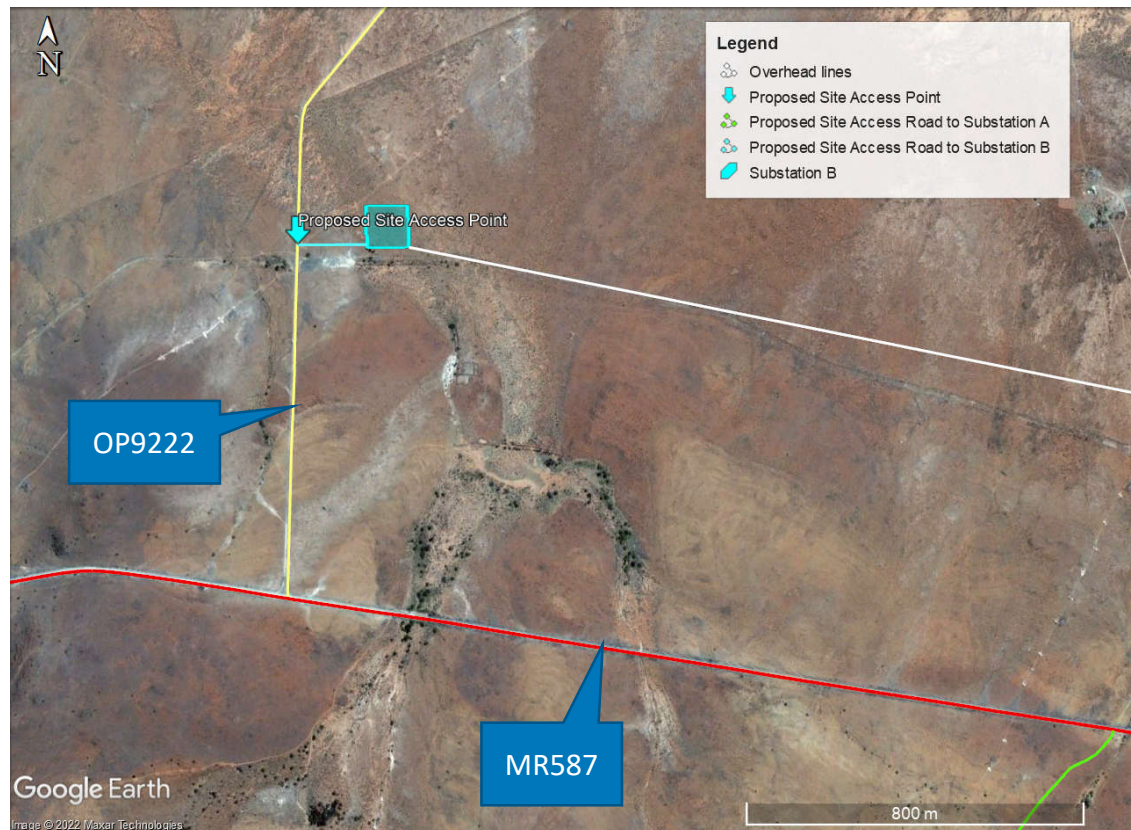 N
Legend
Overhead lines
Proposed Site Access Point
Proposed Site Access Road to Substation A
Proposed Site Access Road to Substation B
Substation B
Proposed Site Access Point
OP9222
MR587
Google Earth
800 m
Image © 2022 Maxar Technologies